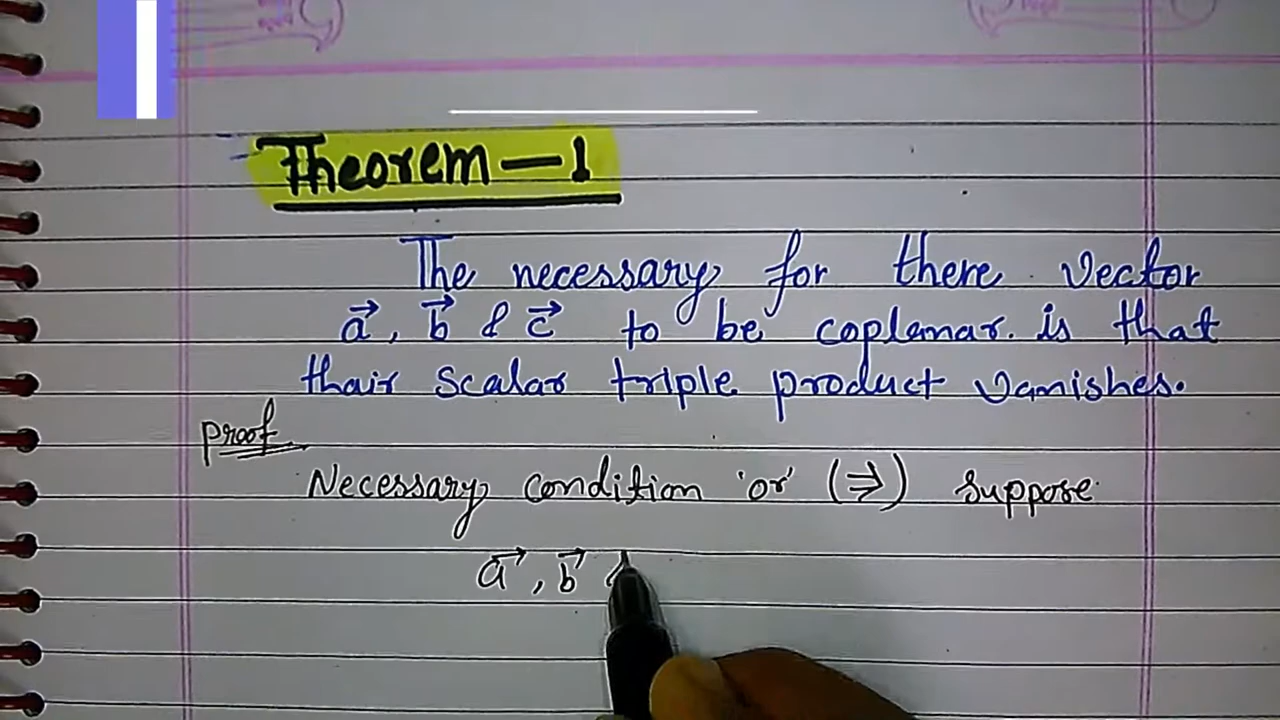 Theorem — 1
The necessary for there vector
a⃗, b⃗ & c⃗ to be coplanar. is that
thair scalar triple product vanishes.
proof
Necessary condition 'or' (⇒) suppose
a⃗, b⃗